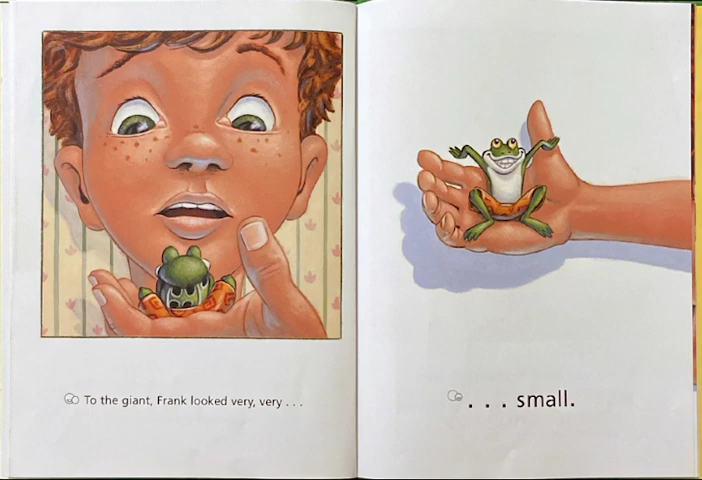 To the giant, Frank looked very, very . . .
. . . small.